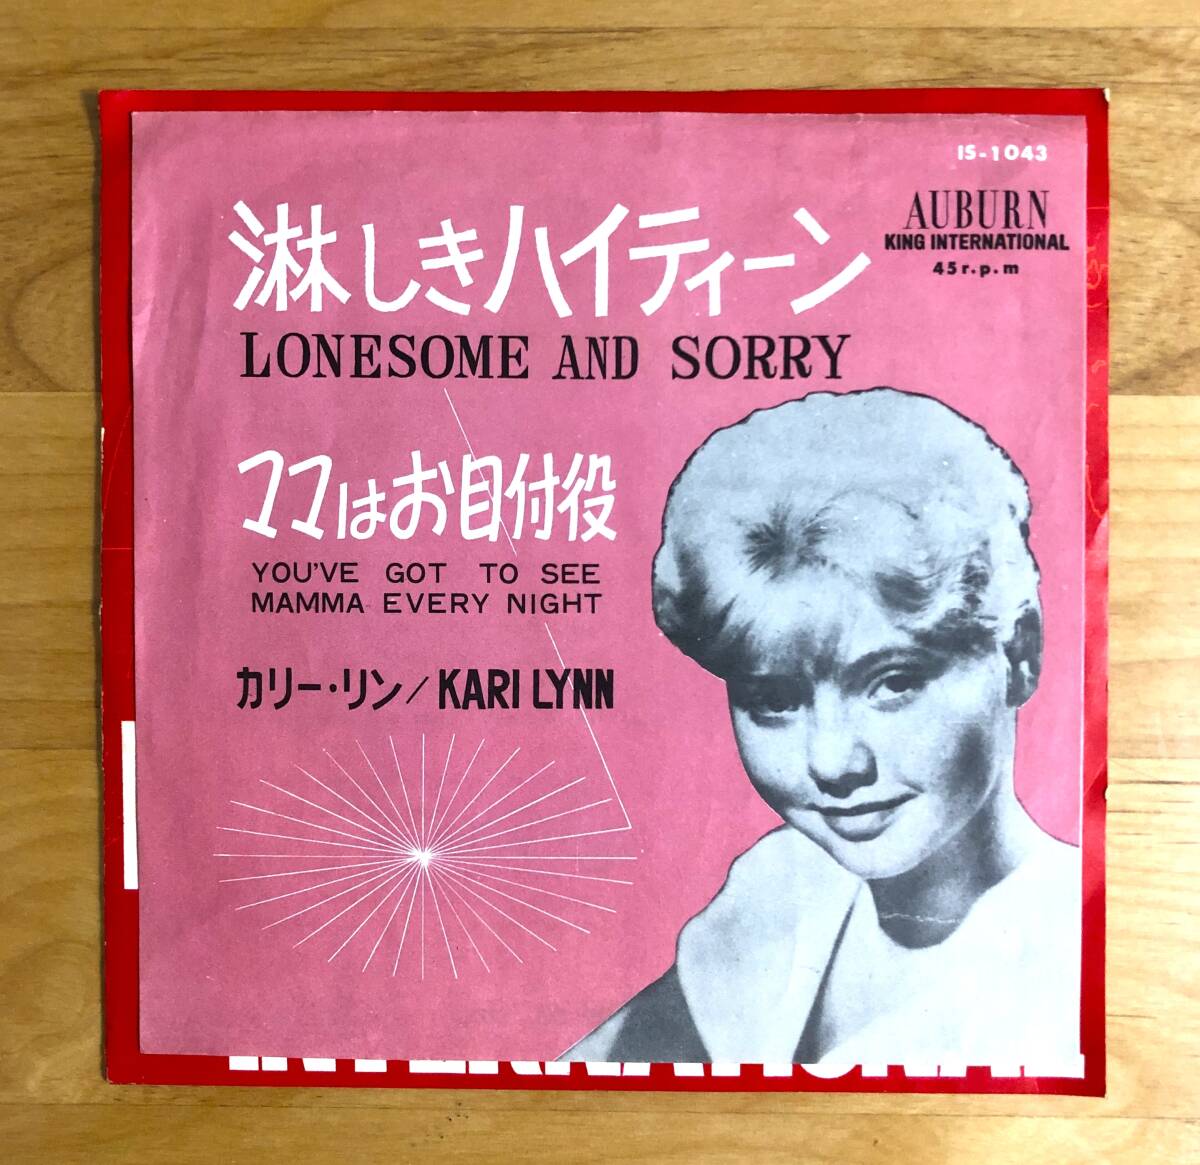 IS-1043
AUBURN
KING INTERNATIONAL
45 r.p.m
淋しきハイティーン
LONESOME AND SORRY
ママはお目付役
YOU'VE GOT TO SEE
MAMMA EVERY NIGHT
カリー・リン／KARI LYNN
INTERNATIONAL